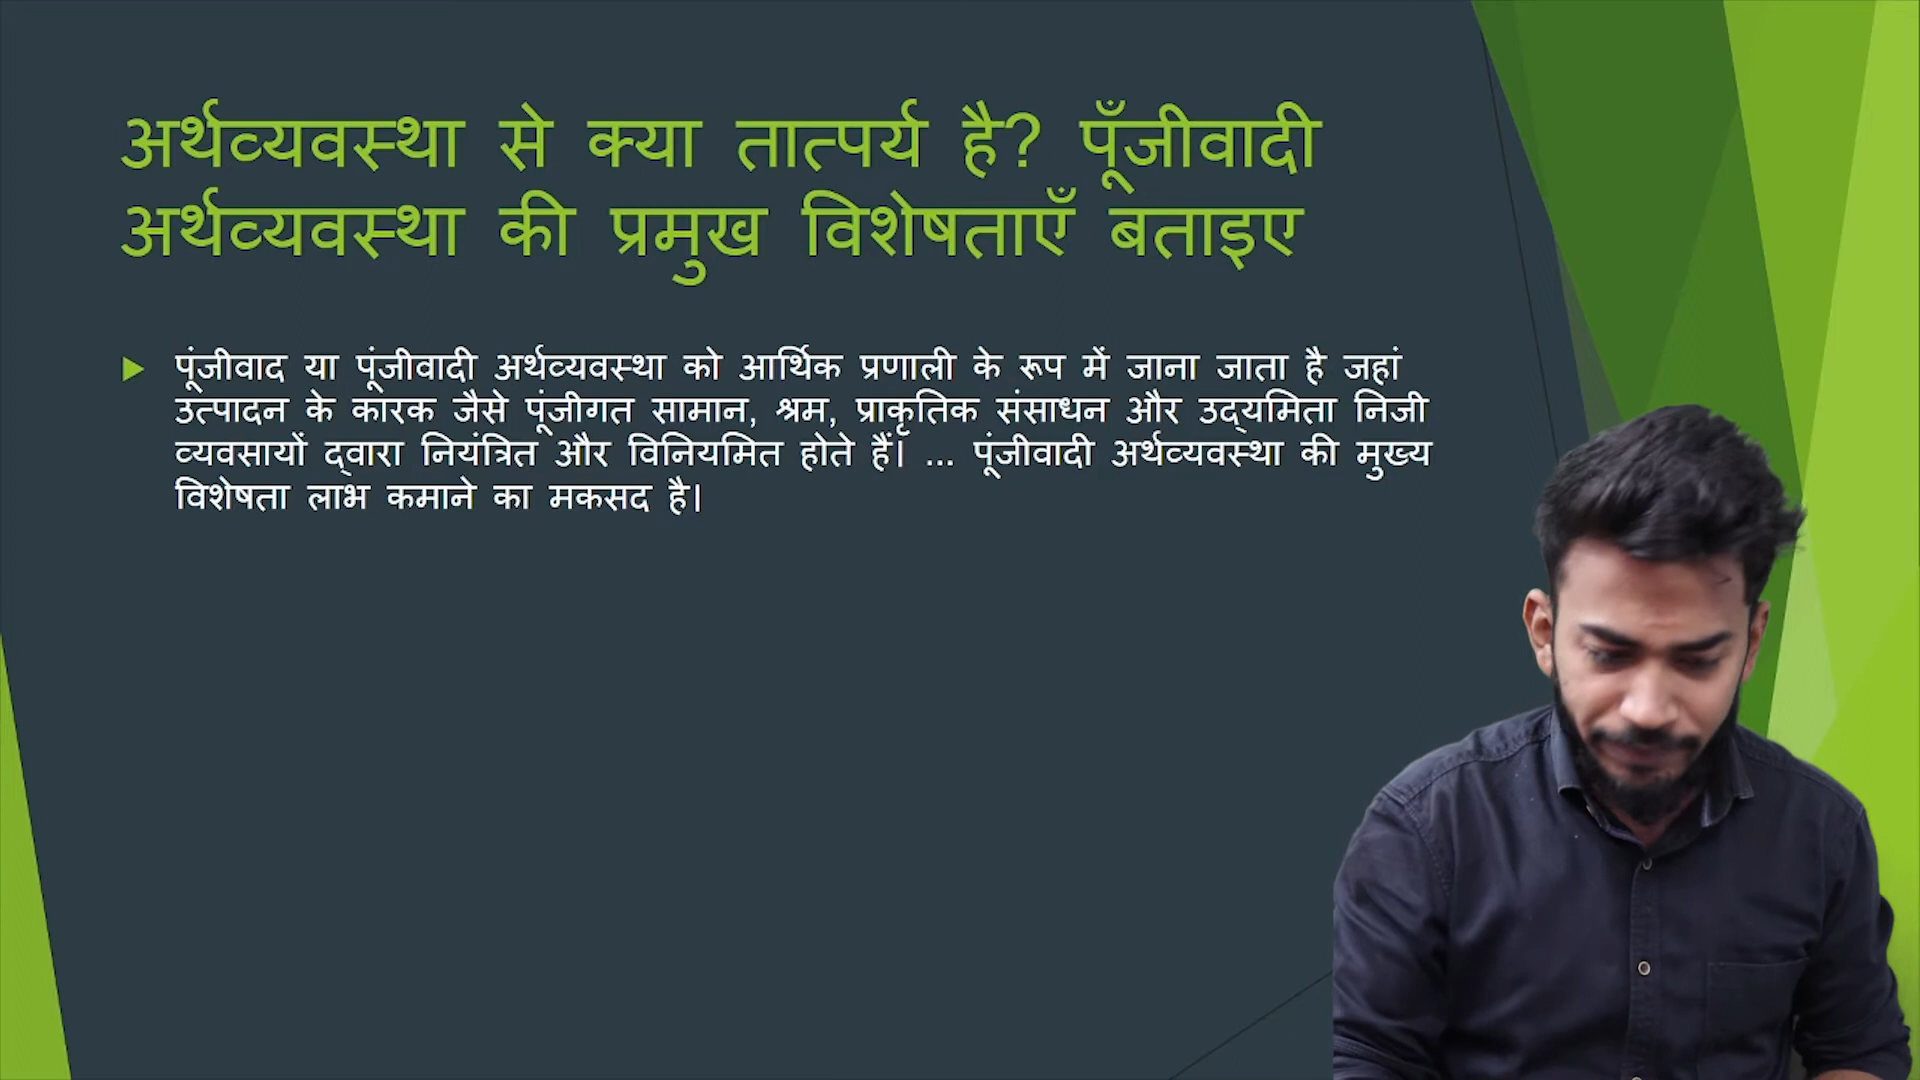 अर्थव्यवस्था से क्या तात्पर्य है? पूँजीवादी
अर्थव्यवस्था की प्रमुख विशेषताएँ बताइए
पूंजीवाद या पूंजीवादी अर्थव्यवस्था को आर्थिक प्रणाली के रूप में जाना जाता है जहां
उत्पादन के कारक जैसे पूंजीगत सामान, श्रम, प्राकृतिक संसाधन और उद्यमिता निजी
व्यवसायों द्वारा नियंत्रित और विनियमित होते हैं। ... पूंजीवादी अर्थव्यवस्था की मुख्य
विशेषता लाभ कमाने का मकसद है।